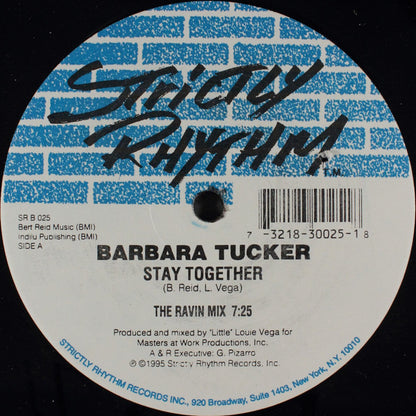 STRICTLY
RHYTHM
TM
SR B 025
Bert Reid Music (BMI)
Indilu Publishing (BMI)
SIDE A
7 -3218-30025-1 8
BARBARA TUCKER
STAY TOGETHER
(B. Reid, L. Vega)
THE RAVIN MIX 7:25
Produced and mixed by "Little" Louie Vega for
Masters at Work Productions, Inc.
A & R Executive: G. Pizarro
Ⓟ©1995 Strictly Rhythm Records, Inc.
STRICTLY RHYTHM RECORDS INC., 920 Broadway, Suite 1403, New York, N.Y. 10010